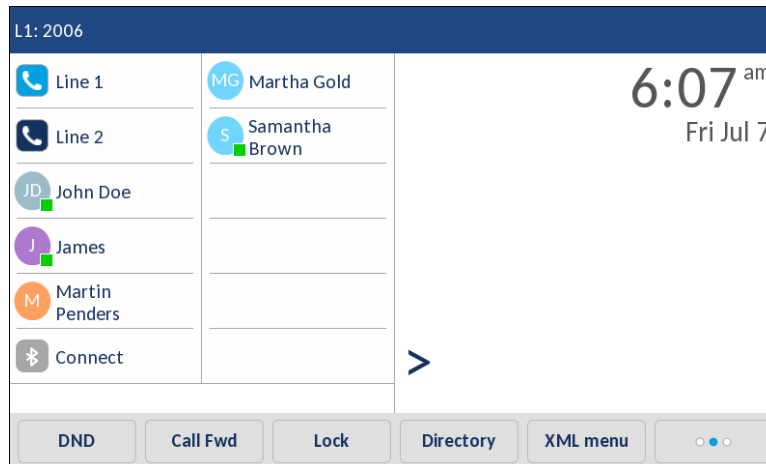 L1: 2006
Line 1
MG Martha Gold
6:07 am
Fri Jul 7
Line 2
S Samantha
Brown
JD John Doe
J James
M Martin
Penders
Connect
>
DND
Call Fwd
Lock
Directory
XML menu